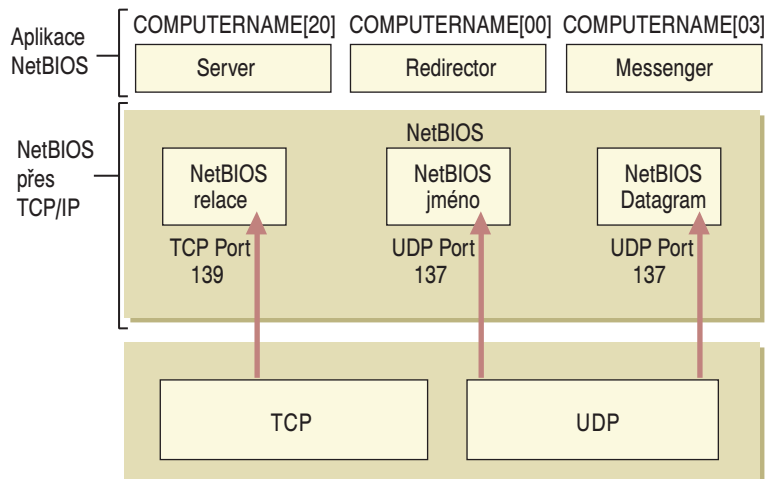 Aplikace
NetBIOS
COMPUTERNAME[20]
COMPUTERNAME[00]
COMPUTERNAME[03]
Server
Redirector
Messenger
NetBIOS
přes
TCP/IP
NetBIOS
NetBIOS
relace
NetBIOS
jméno
NetBIOS
Datagram
TCP Port
139
UDP Port
137
UDP Port
137
TCP
UDP